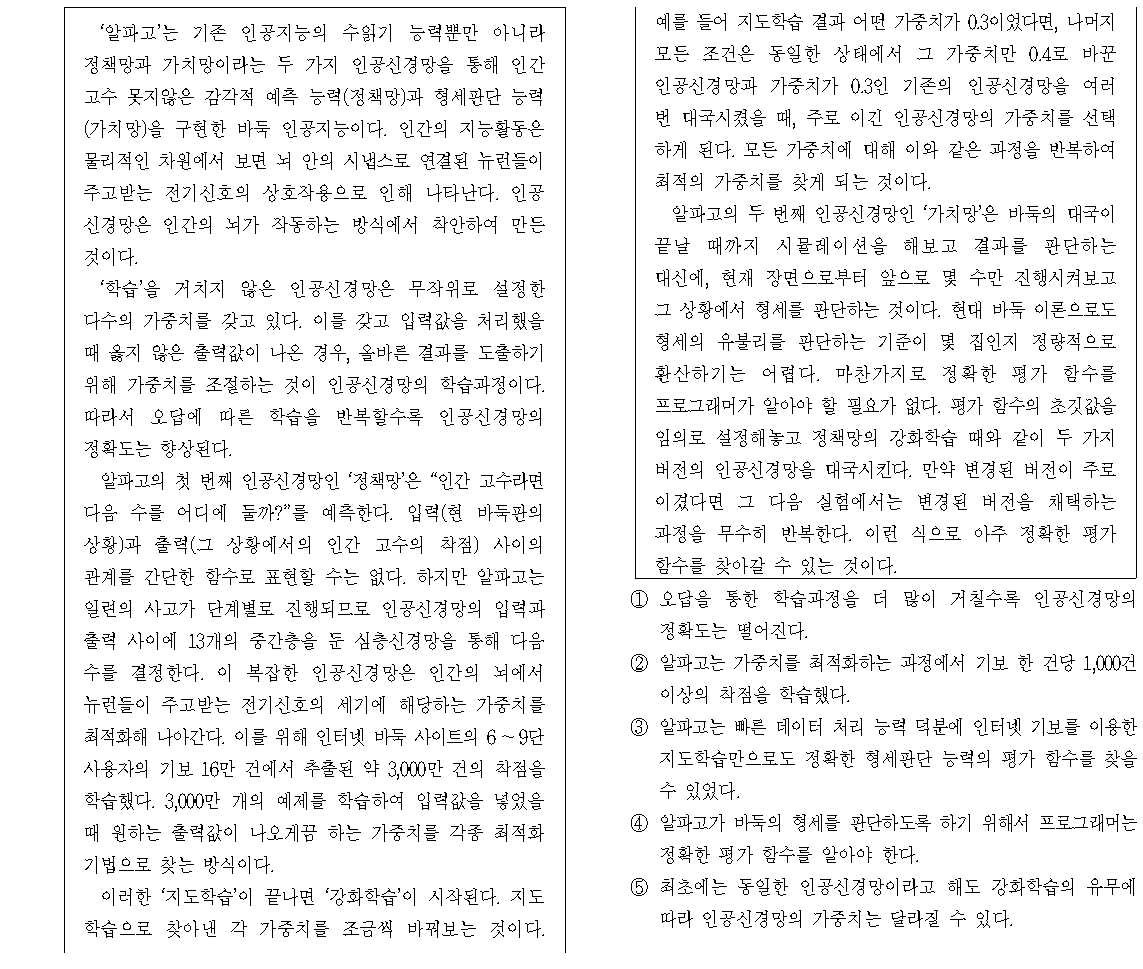 ‘알파고’는 기존 인공지능의 수읽기 능력뿐만 아니라
정책망과 가치망이라는 두 가지 인공신경망을 통해 인간
고수 못지않은 감각적 예측 능력(정책망)과 형세판단 능력
(가치망)을 구현한 바둑 인공지능이다. 인간의 지능활동은
물리적인 차원에서 보면 뇌 안의 시냅스로 연결된 뉴런들이
주고받는 전기신호의 상호작용으로 인해 나타난다. 인공
신경망은 인간의 뇌가 작동하는 방식에서 착안하여 만든
것이다.
‘학습’을 거치지 않은 인공신경망은 무작위로 설정한
다수의 가중치를 갖고 있다. 이를 갖고 입력값을 처리했을
때 옳지 않은 출력값이 나온 경우, 올바른 결과를 도출하기
위해 가중치를 조절하는 것이 인공신경망의 학습과정이다.
따라서 오답에 따른 학습을 반복할수록 인공신경망의
정확도는 향상된다.
알파고의 첫 번째 인공신경망인 ‘정책망’은 “인간 고수라면
다음 수를 어디에 둘까?”를 예측한다. 입력(현 바둑판의
상황)과 출력(그 상황에서의 인간 고수의 착점) 사이의
관계를 간단한 함수로 표현할 수는 없다. 하지만 알파고는
일련의 사고가 단계별로 진행되므로 인공신경망의 입력과
출력 사이에 13개의 중간층을 둔 심층신경망을 통해 다음
수를 결정한다. 이 복잡한 인공신경망은 인간의 뇌에서
뉴런들이 주고받는 전기신호의 세기에 해당하는 가중치를
최적화해 나아간다. 이를 위해 인터넷 바둑 사이트의 6 ~ 9단
사용자의 기보 16만 건에서 추출된 약 3,000만 건의 착점을
학습했다. 3,000만 개의 예제를 학습하여 입력값을 넣었을
때 원하는 출력값이 나오게끔 하는 가중치를 각종 최적화
기법으로 찾는 방식이다.
이러한 ‘지도학습’이 끝나면 ‘강화학습’이 시작된다. 지도
학습으로 찾아낸 각 가중치를 조금씩 바꿔보는 것이다.
예를 들어 지도학습 결과 어떤 가중치가 0.3이었다면, 나머지
모든 조건은 동일한 상태에서 그 가중치만 0.4로 바꾼
인공신경망과 가중치가 0.3인 기존의 인공신경망을 여러
번 대국시켰을 때, 주로 이긴 인공신경망의 가중치를 선택
하게 된다. 모든 가중치에 대해 이와 같은 과정을 반복하여
최적의 가중치를 찾게 되는 것이다.
알파고의 두 번째 인공신경망인 ‘가치망’은 바둑의 대국이
끝날 때까지 시뮬레이션을 해보고 결과를 판단하는
대신에, 현재 장면으로부터 앞으로 몇 수만 진행시켜보고
그 상황에서 형세를 판단하는 것이다. 현대 바둑 이론으로도
형세의 유불리를 판단하는 기준이 몇 집인지 정량적으로
환산하기는 어렵다. 마찬가지로 정확한 평가 함수를
프로그래머가 알아야 할 필요가 없다. 평가 함수의 초깃값을
임의로 설정해놓고 정책망의 강화학습 때와 같이 두 가지
버전의 인공신경망을 대국시킨다. 만약 변경된 버전이 주로
이겼다면 그 다음 실험에서는 변경된 버전을 채택하는
과정을 무수히 반복한다. 이런 식으로 아주 정확한 평가
함수를 찾아갈 수 있는 것이다.
① 오답을 통한 학습과정을 더 많이 거칠수록 인공신경망의
정확도는 떨어진다.
② 알파고는 가중치를 최적화하는 과정에서 기보 한 건당 1,000건
이상의 착점을 학습했다.
③ 알파고는 빠른 데이터 처리 능력 덕분에 인터넷 기보를 이용한
지도학습만으로도 정확한 형세판단 능력의 평가 함수를 찾을
수 있었다.
④ 알파고가 바둑의 형세를 판단하도록 하기 위해서 프로그래머는
정확한 평가 함수를 알아야 한다.
⑤ 최초에는 동일한 인공신경망이라고 해도 강화학습의 유무에
따라 인공신경망의 가중치는 달라질 수 있다.